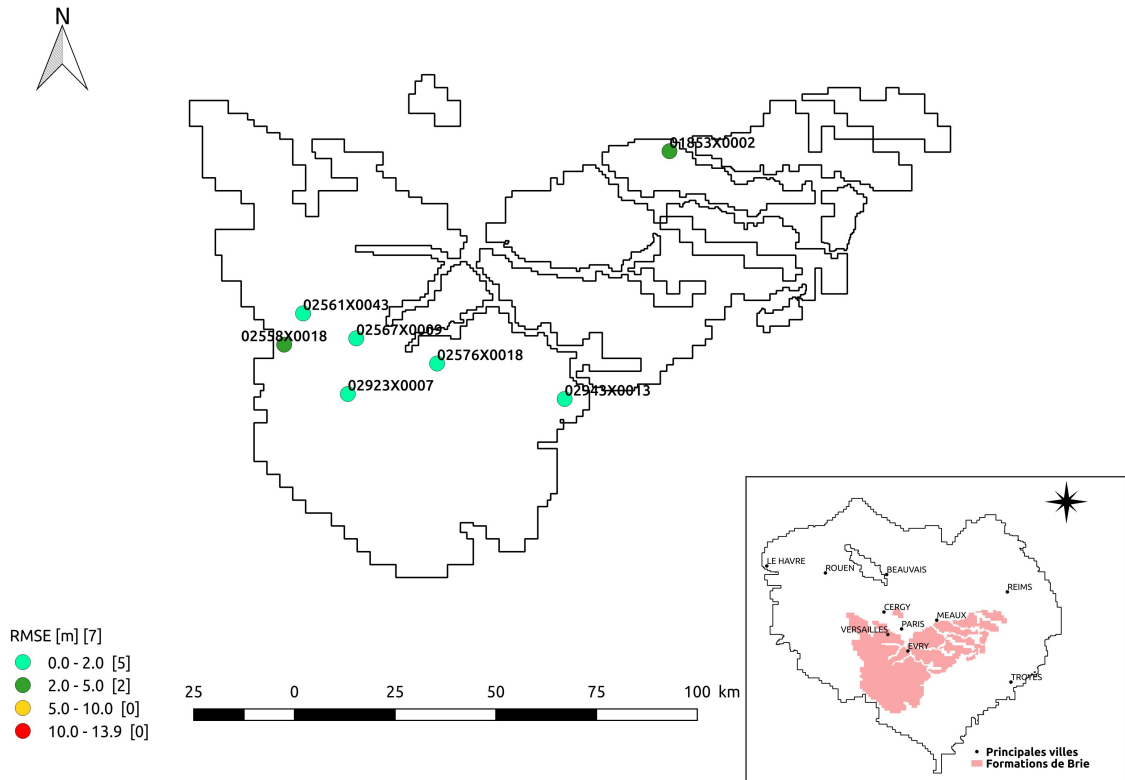 N
01853X0002
02561X0043
02558X0018
02567X0009
02576X0018
02923X0007
02943X0013
RMSE [m] [7]
0.0 - 2.0 [5]
2.0 - 5.0 [2]
5.0 - 10.0 [0]
10.0 - 13.9 [0]
25 0 25 50 75 100 km
LE HAVRE
ROUEN
BEAUVAIS
REIMS
CERGY
MEAUX
PARIS
VERSAILLES
EVRY
TROYES
Principales villes
Formations de Brie